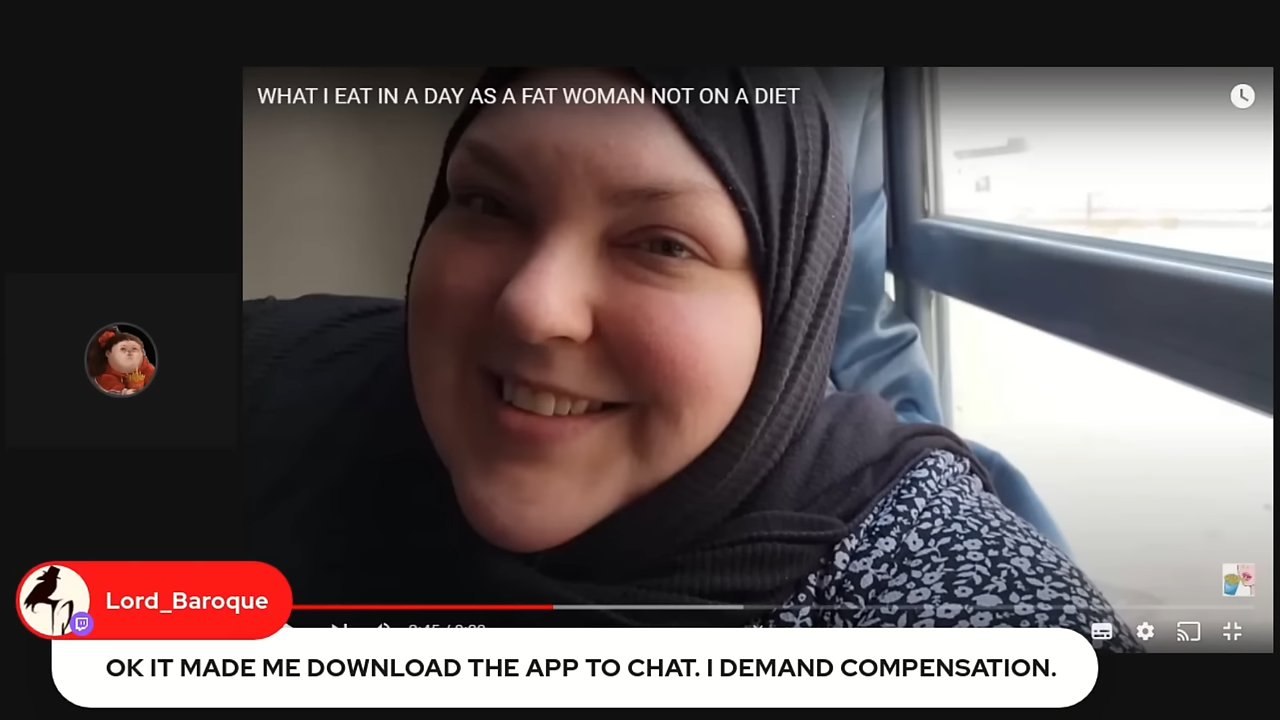 WHAT I EAT IN A DAY AS A FAT WOMAN NOT ON A DIET
Lord_Baroque
OK IT MADE ME DOWNLOAD THE APP TO CHAT. I DEMAND COMPENSATION.